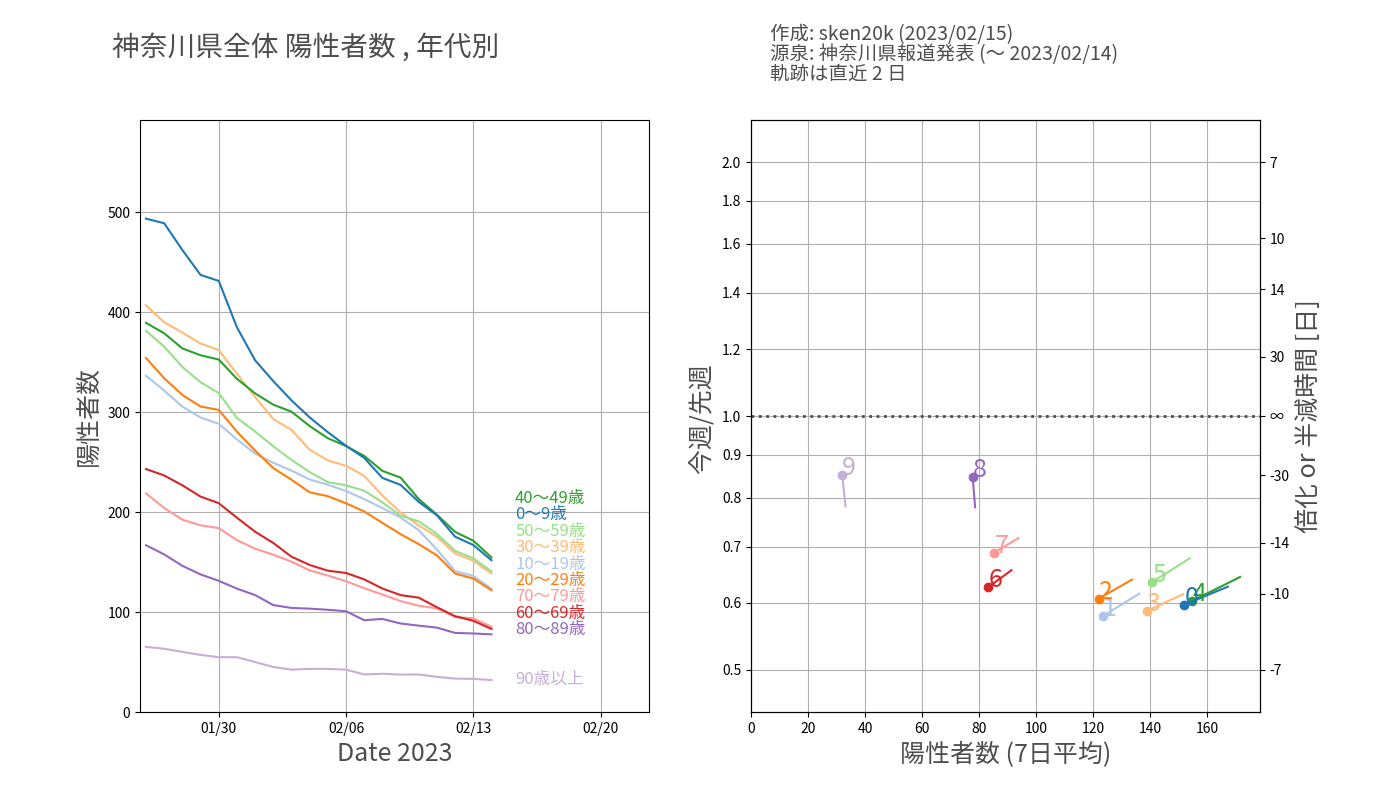 神奈川県全体 陽性者数 , 年代別
作成: sken20k (2023/02/15)
源泉: 神奈川県報道発表 (〜 2023/02/14)
軌跡は直近 2 日
陽性者数
500
400
300
200
100
0
01/30
02/06
02/13
02/20
Date 2023
40〜49歳
0〜9歳
50〜59歳
30〜39歳
10〜19歳
20〜29歳
70〜79歳
60〜69歳
80〜89歳
90歳以上
今週/先週
2.0
1.8
1.6
1.4
1.2
1.0
0.9
0.8
0.7
0.6
0.5
9
8
7
6
5
2
1
3
0
4
0
20
40
60
80
100
120
140
160
陽性者数 (7日平均)
7
10
14
30
∞
-30
-14
-10
-7
倍化 or 半減時間 [日]